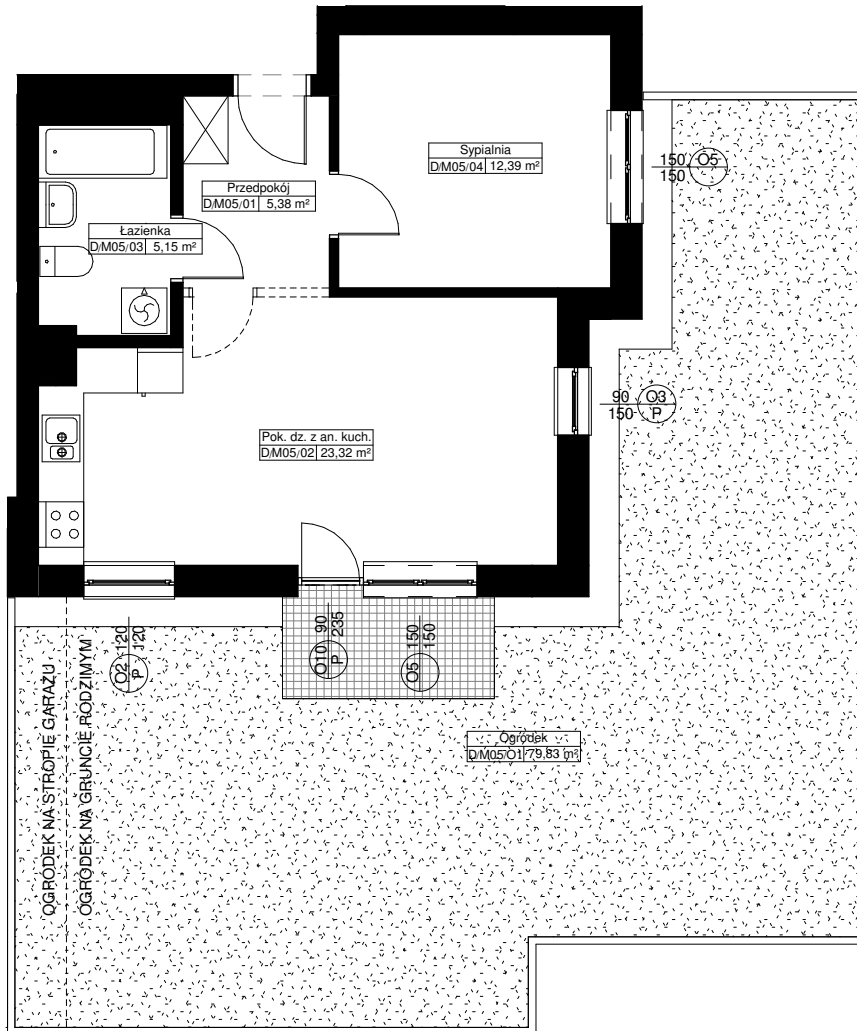 Sypialnia
D/M05/04 12,39 m²
150 O5
150
Przedpokój
D/M05/01 5,38 m²
Łazienka
D/M05/03 5,15 m²
90 O3
150 P
Pok. dz. z an. kuch.
D/M05/02 23,32 m²
O2 120
P 120
O10 90
P 235
O5 150
150
OGRÓDEK NA STROPIE GARAŻU
OGRÓDEK NA GRUNCIE RODZIMYM
Ogródek
D/M05/O1 79,83 m²